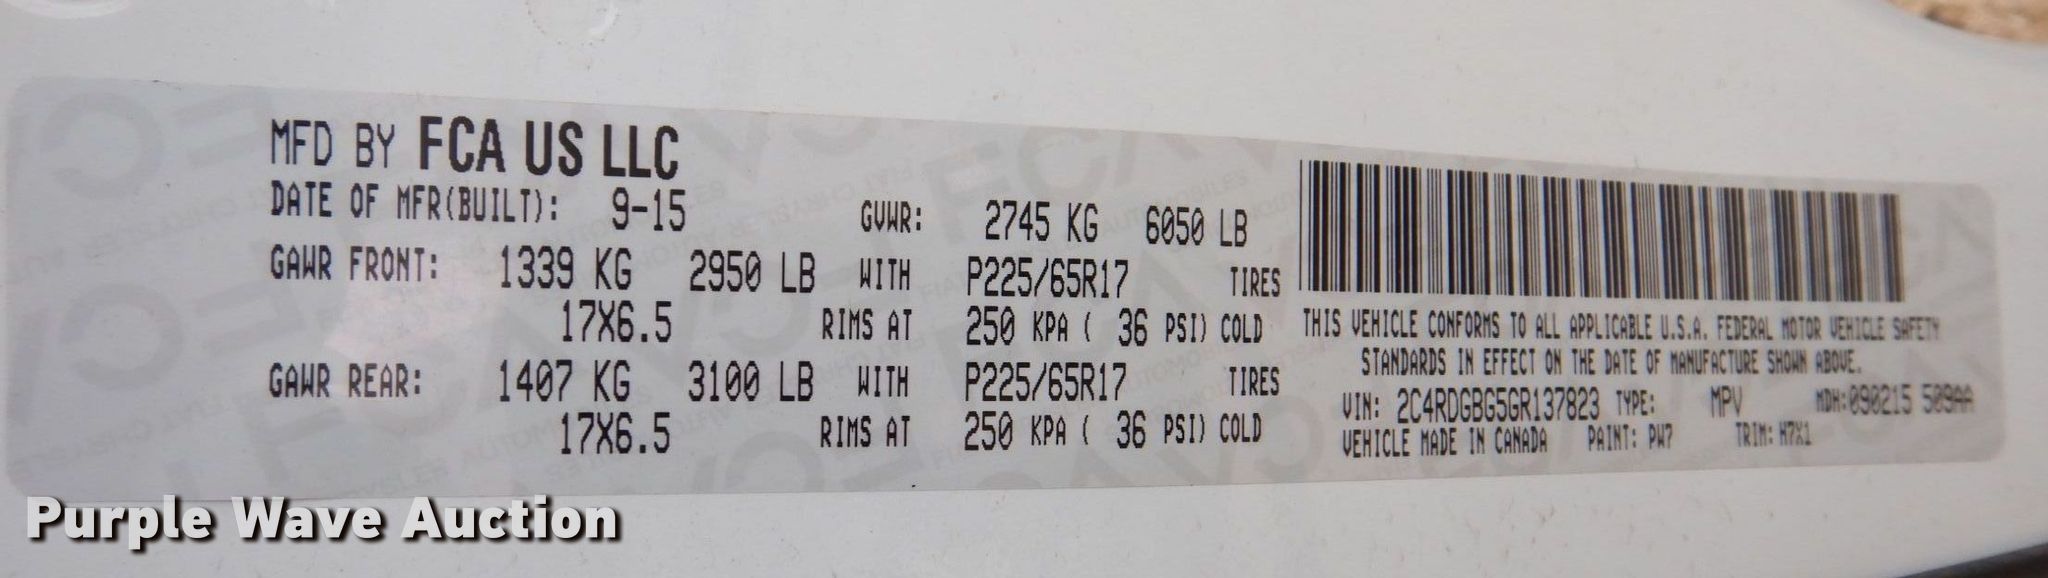 MFD BY FCA US LLC
DATE OF MFR(BUILT): 9-15 GVWR: 2745 KG 6050 LB
GAWR FRONT: 1339 KG 2950 LB WITH P225/65R17 TIRES
17X6.5 RIMS AT 250 KPA ( 36 PSI) COLD
GAWR REAR: 1407 KG 3100 LB WITH P225/65R17 TIRES
17X6.5 RIMS AT 250 KPA ( 36 PSI) COLD
THIS VEHICLE CONFORMS TO ALL APPLICABLE U.S.A. FEDERAL MOTOR VEHICLE SAFETY
STANDARDS IN EFFECT ON THE DATE OF MANUFACTURE SHOWN ABOVE.
VIN: 2C4RDGBG5GR137823 TYPE: MPV MDH:090215 509AA
VEHICLE MADE IN CANADA PAINT: PW7 TRIM: H7X1
Purple Wave Auction